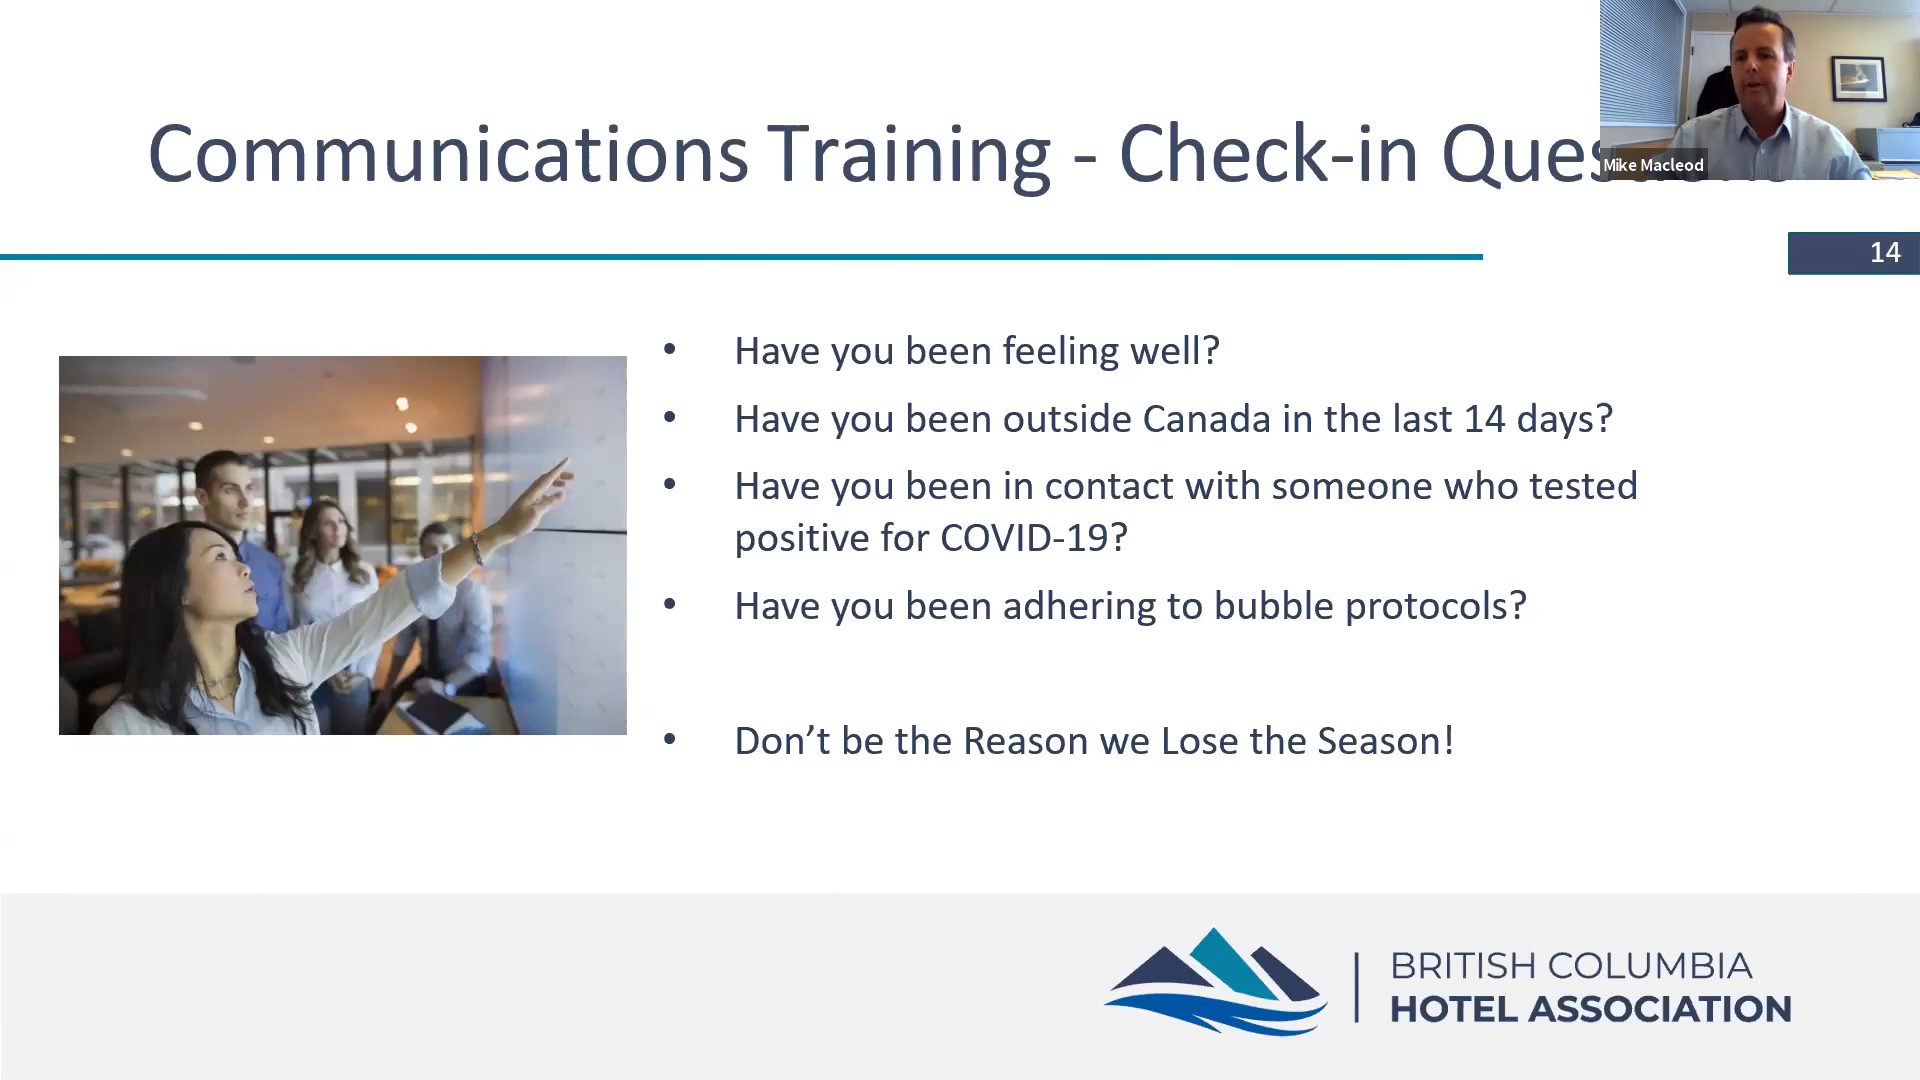 Communications Training - Check-in
Mike Macleod
14
• Have you been feeling well?
• Have you been outside Canada in the last 14 days?
• Have you been in contact with someone who tested
positive for COVID-19?
• Have you been adhering to bubble protocols?
• Don’t be the Reason we Lose the Season!
BRITISH COLUMBIA
HOTEL ASSOCIATION